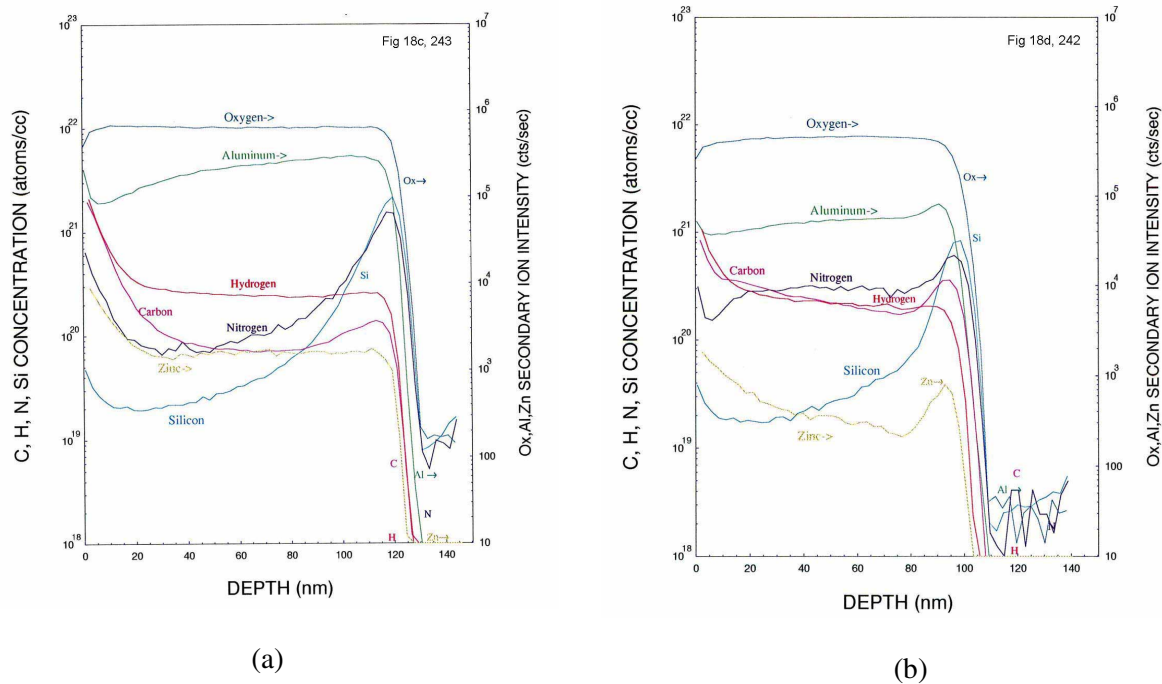 Fig 18c, 243
C, H, N, Si CONCENTRATION (atoms/cc)
10^23
10^22
10^21
10^20
10^19
10^18
Oxygen->
Aluminum->
Ox→
Hydrogen
Si
Carbon
Nitrogen
Zinc->
Silicon
C
Al →
N
H
Zn→
10^7
10^6
10^5
10^4
10^3
100
10
Ox,Al,Zn SECONDARY ION INTENSITY (cts/sec)
0 20 40 60 80 100 120 140
DEPTH (nm)
(a)
Fig 18d, 242
C, H, N, Si CONCENTRATION (atoms/cc)
10^23
10^22
10^21
10^20
10^19
10^18
Oxygen->
Ox→
Aluminum->
Si
Carbon
Nitrogen
Hydrogen
Silicon
Zn→
Zinc->
C
Al →
N
H
10^7
10^6
10^5
10^4
10^3
100
10
Ox,Al,Zn SECONDARY ION INTENSITY (cts/sec)
0 20 40 60 80 100 120 140
DEPTH (nm)
(b)